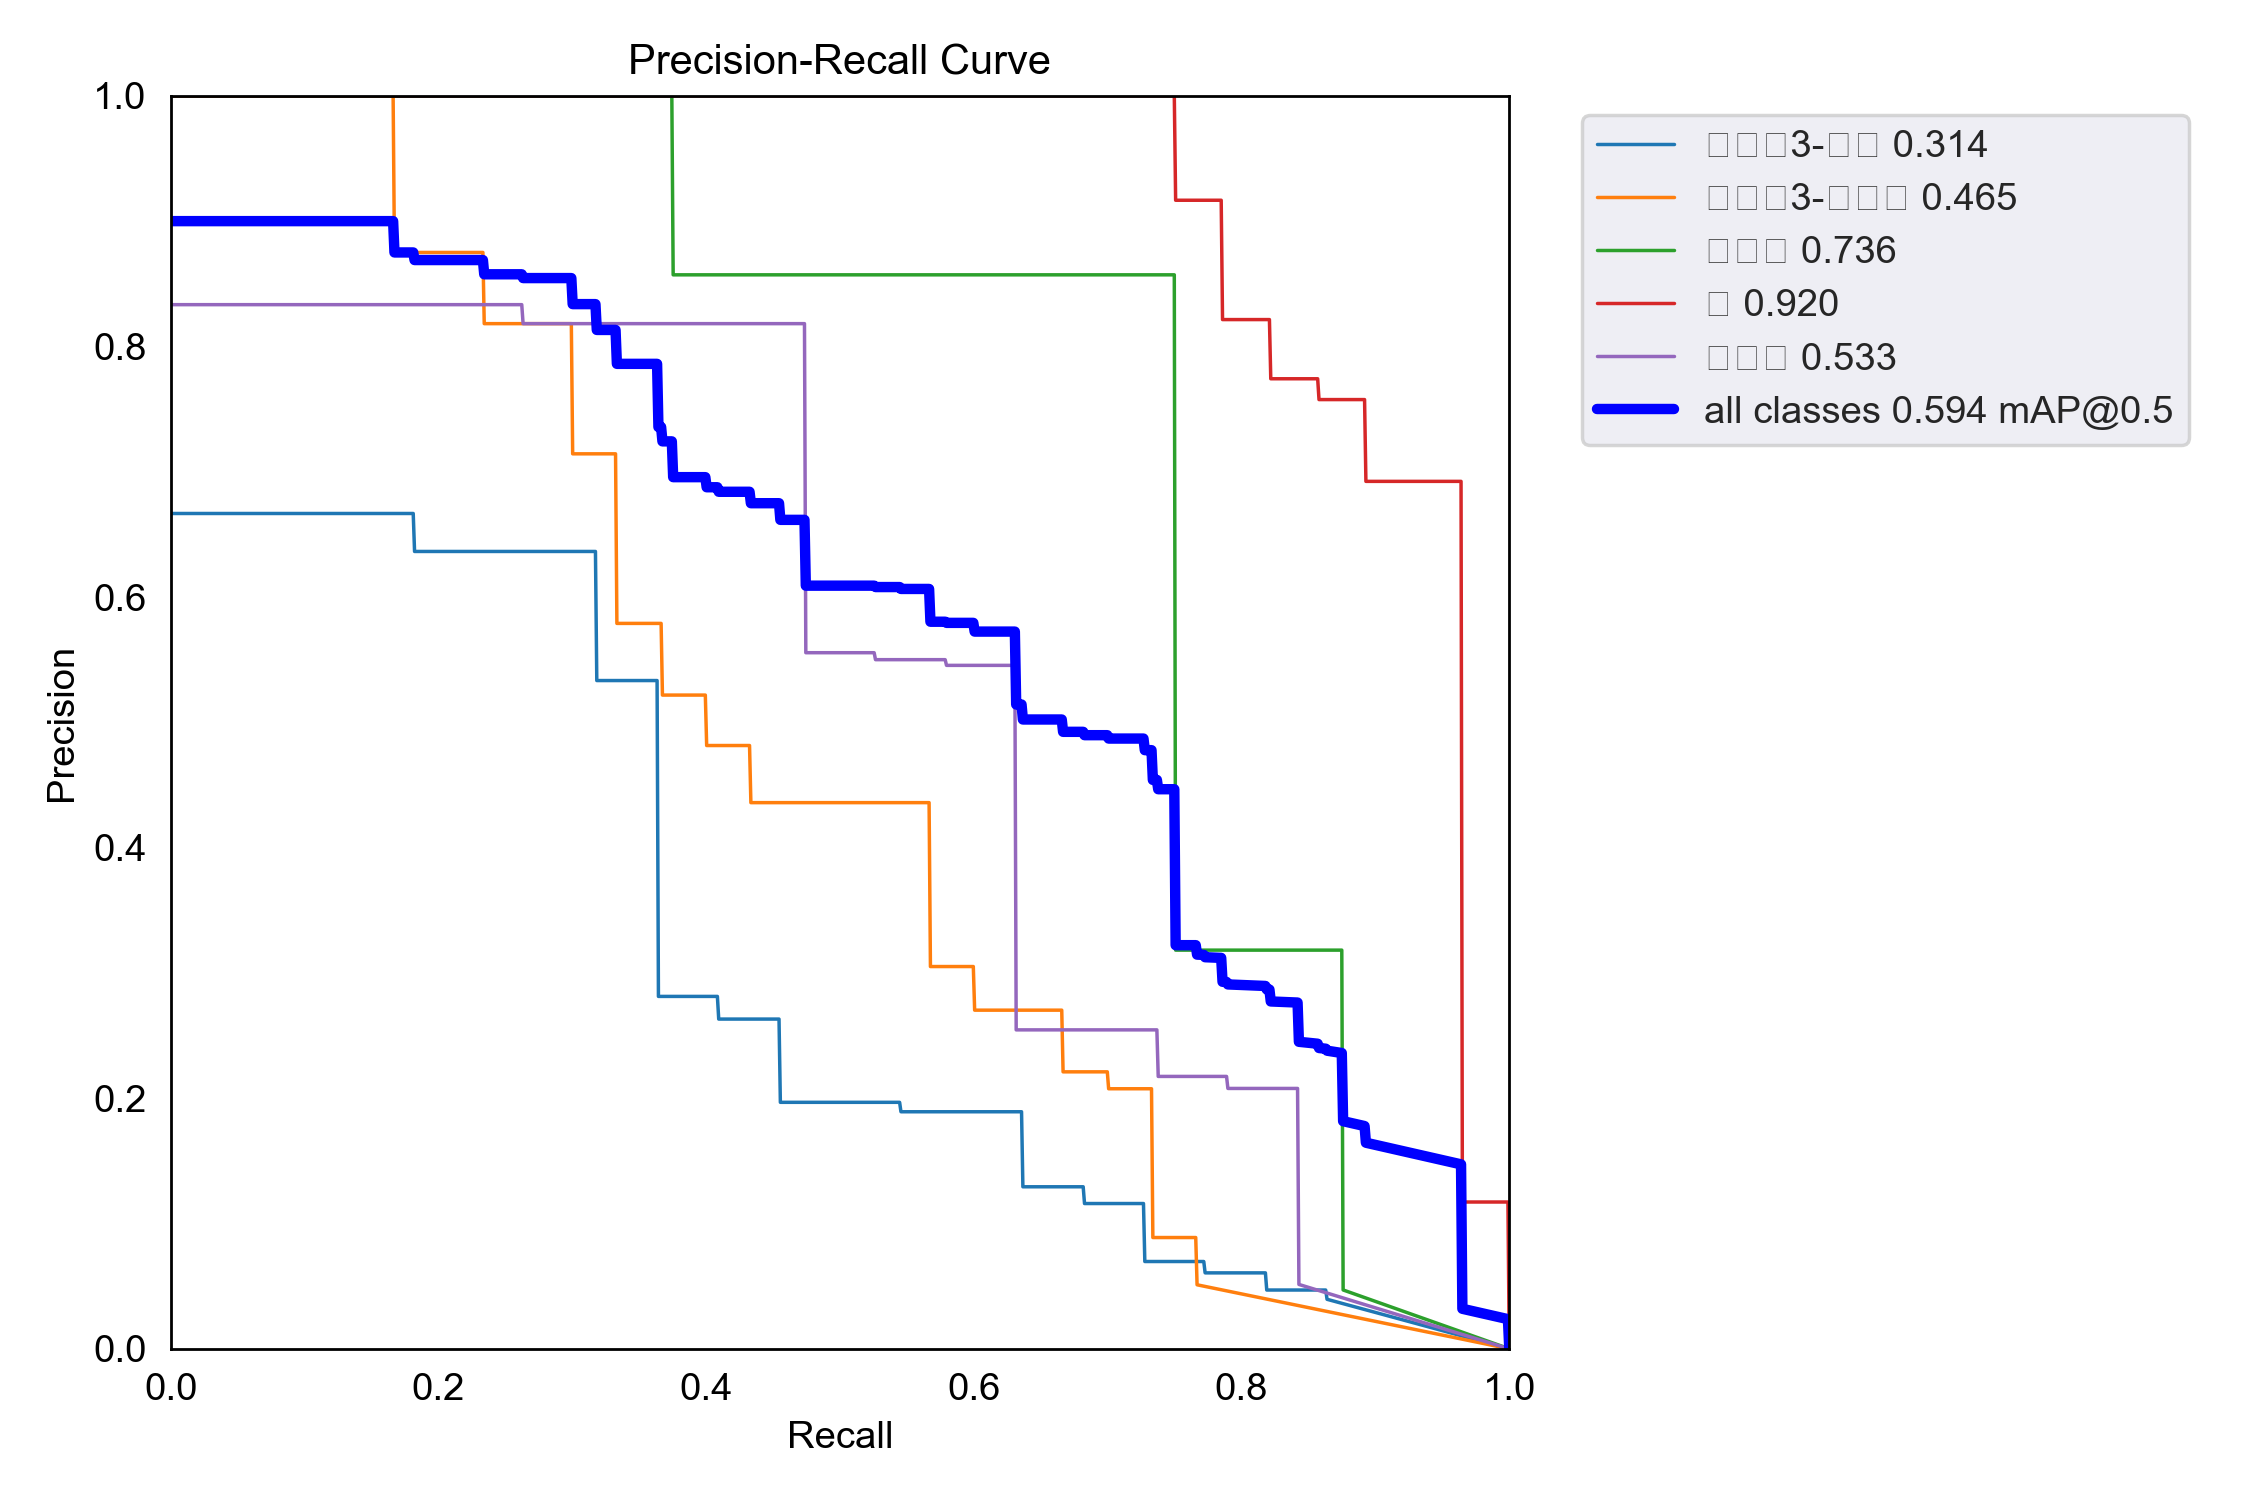 Precision-Recall Curve
1.0
0.8
0.6
0.4
0.2
0.0
Precision
0.0 0.2 0.4 0.6 0.8 1.0
Recall
□□□3-□□ 0.314
□□□3-□□□ 0.465
□□□ 0.736
□ 0.920
□□□ 0.533
all classes 0.594 mAP@0.5